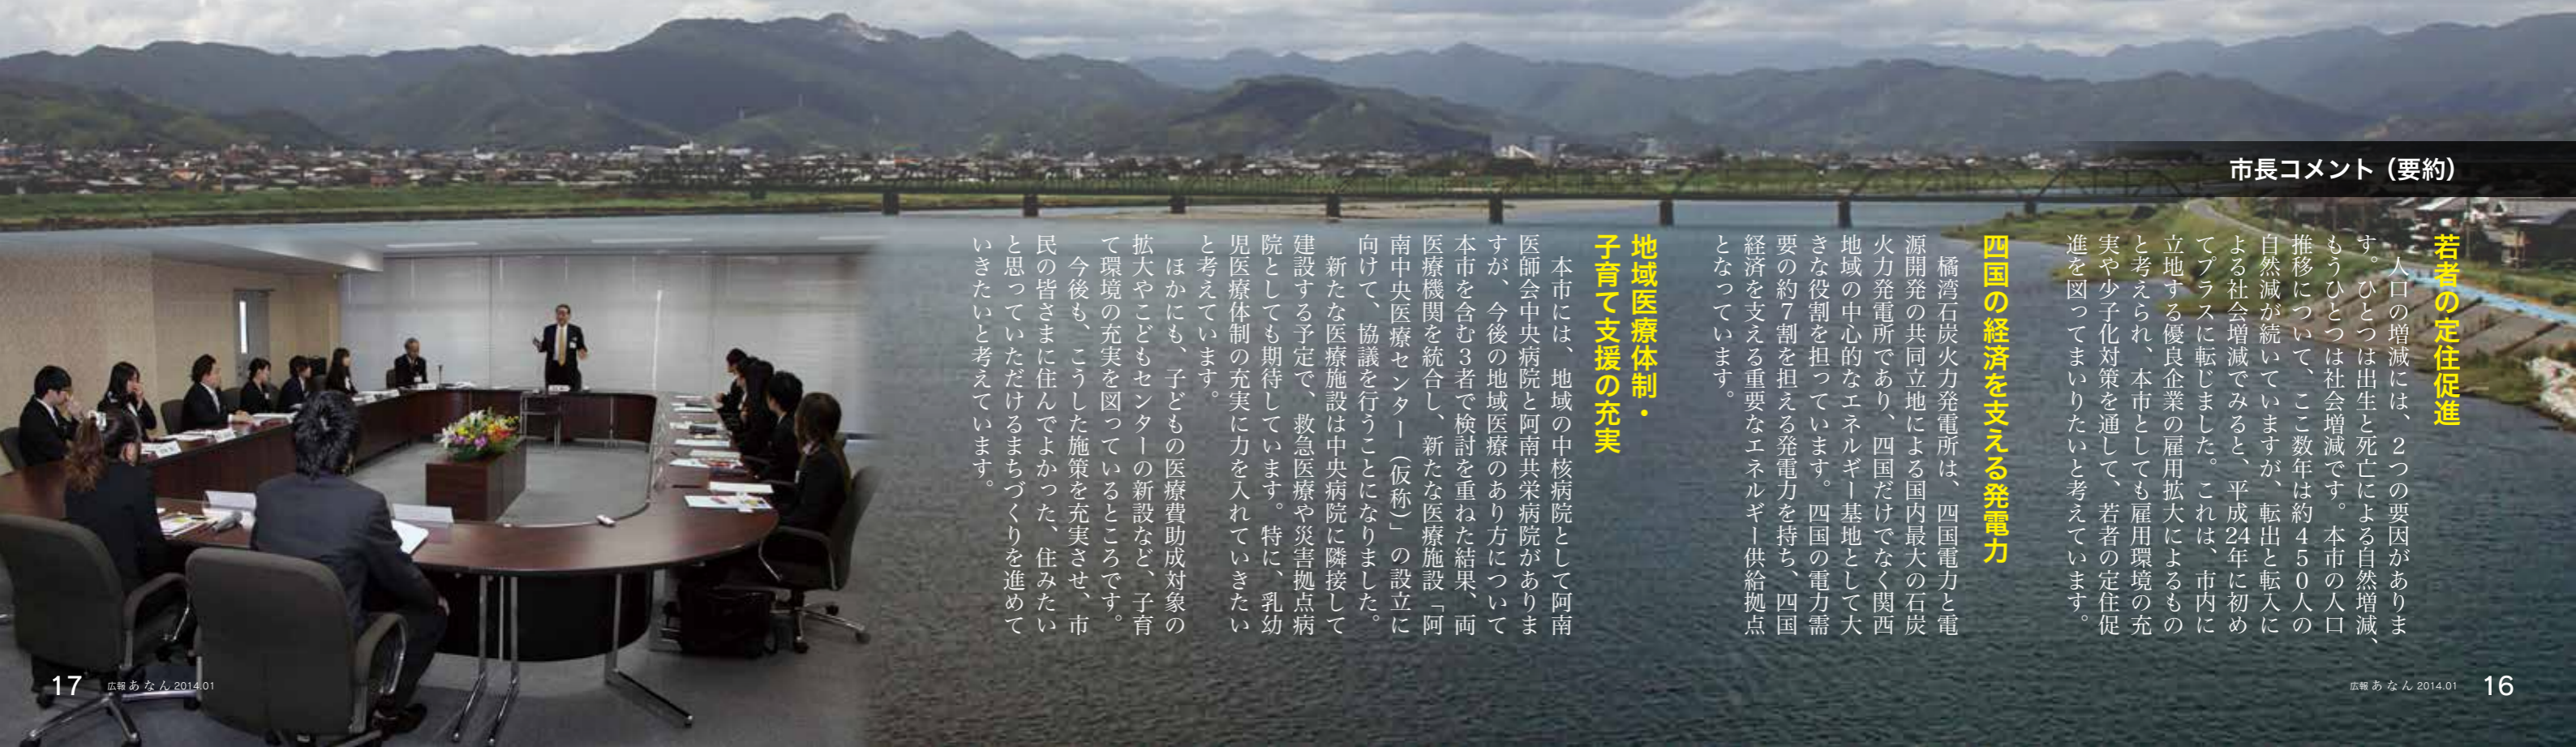 市長コメント（要約）
若者の定住促進
　人口の増減には、２つの要因がありま
す。ひとつは出生と死亡による自然増減、
もうひとつは社会増減です。本市の人口
推移について、ここ数年は約４５０人の
自然減が続いていますが、転出と転入に
よる社会増減でみると、平成24年に初め
てプラスに転じました。これは、市内に
立地する優良企業の雇用拡大によるもの
と考えられ、本市としても雇用環境の充
実や少子化対策を通して、若者の定住促
進を図ってまいりたいと考えています。
四国の経済を支える発電力
　橘湾石炭火力発電所は、四国電力と電
源開発の共同立地による国内最大の石炭
火力発電所であり、四国だけでなく関西
地域の中心的なエネルギー基地として大
きな役割を担っています。四国の電力需
要の約７割を担える発電力を持ち、四国
経済を支える重要なエネルギー供給拠点
となっています。
地域医療体制・
子育て支援の充実
　本市には、地域の中核病院として阿南
医師会中央病院と阿南共栄病院がありま
すが、今後の地域医療のあり方について
本市を含む３者で検討を重ねた結果、両
医療機関を統合し、新たな医療施設「阿
南中央医療センター（仮称）」の設立に
向けて、協議を行うことになりました。
　新たな医療施設は中央病院に隣接して
建設する予定で、救急医療や災害拠点病
院としても期待しています。特に、乳幼
児医療体制の充実に力を入れていきたい
と考えています。
　ほかにも、子どもの医療費助成対象の
拡大やこどもセンターの新設など、子育
て環境の充実を図っているところです。
　今後も、こうした施策を充実させ、市
民の皆さまに住んでよかった、住みたい
と思っていただけるまちづくりを進めて
いきたいと考えています。
広報あなん 2014.01 16
17 広報あなん 2014.01